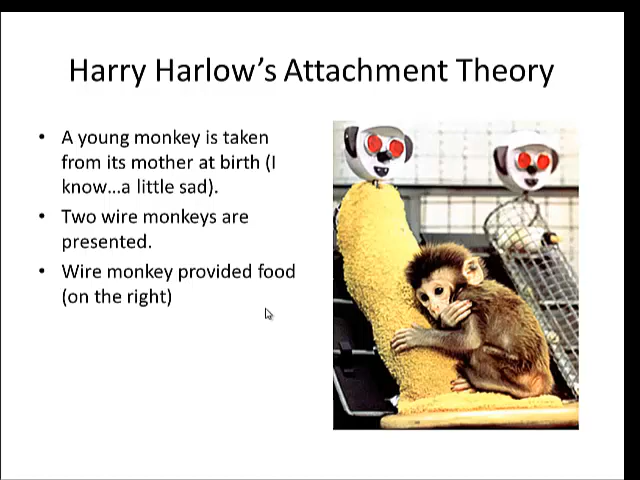 Harry Harlow's Attachment Theory
• A young monkey is taken
from its mother at birth (I
know...a little sad).
• Two wire monkeys are
presented.
• Wire monkey provided food
(on the right)